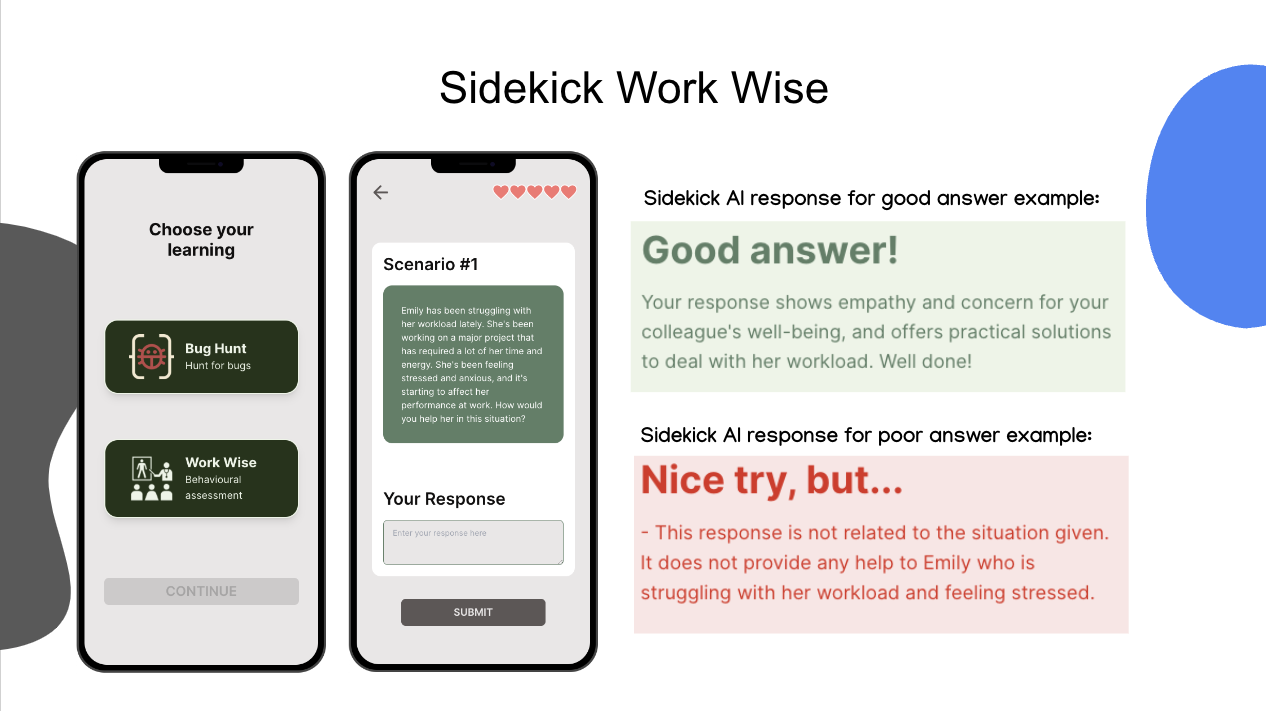 Sidekick Work Wise
Choose your
learning
Bug Hunt
Hunt for bugs
Work Wise
Behavioural
assessment
CONTINUE
Scenario #1
Emily has been struggling with
her workload lately. She's been
working on a major project that
has required a lot of her time and
energy. She's been feeling
stressed and anxious, and it's
starting to affect her
performance at work. How would
you help her in this situation?
Your Response
Enter your response here
SUBMIT
Sidekick AI response for good answer example:
Good answer!
Your response shows empathy and concern for your
colleague's well-being, and offers practical solutions
to deal with her workload. Well done!
Sidekick AI response for poor answer example:
Nice try, but...
- This response is not related to the situation given.
It does not provide any help to Emily who is
struggling with her workload and feeling stressed.